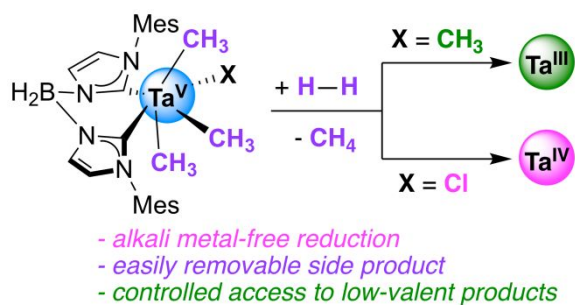 Mes
CH₃
X
N
N
H₂B
Ta^V
N
CH₃
N
CH₃
Mes
+ H—H
- CH₄
X = CH₃
Ta^III
X = Cl
Ta^IV
- alkali metal-free reduction
- easily removable side product
- controlled access to low-valent products